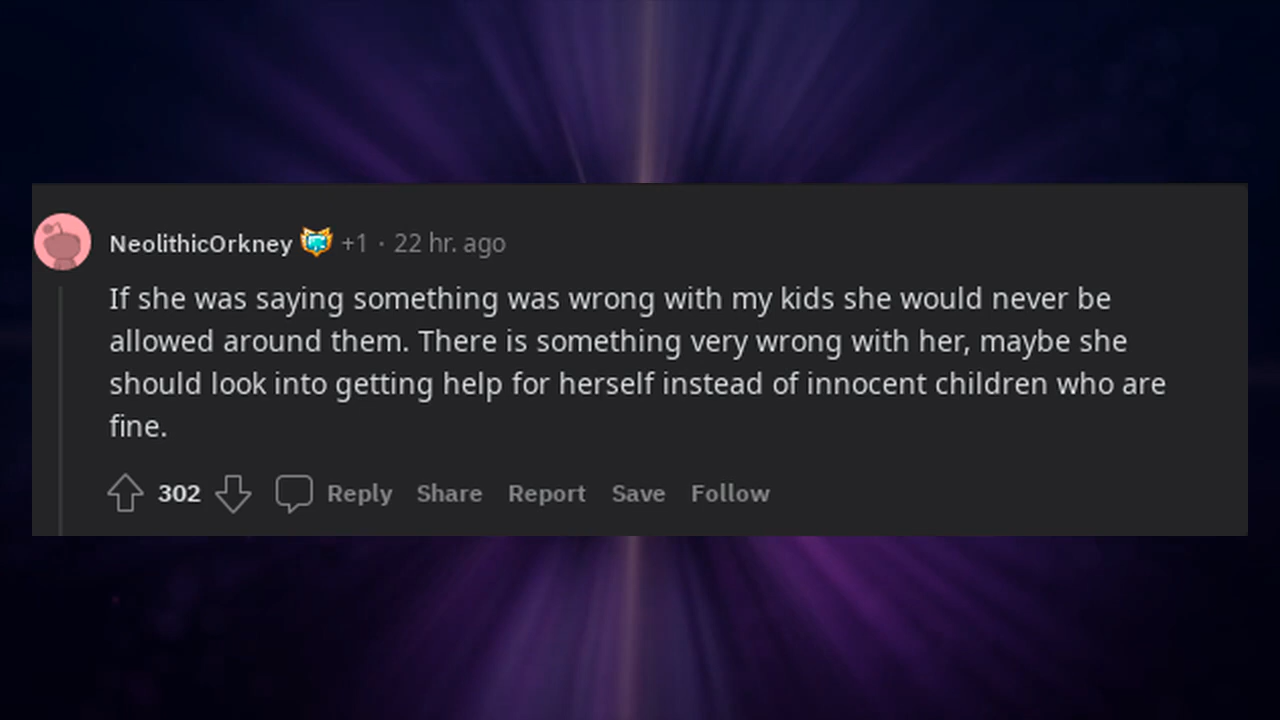 NeolithicOrkney +1 · 22 hr. ago
If she was saying something was wrong with my kids she would never be
allowed around them. There is something very wrong with her, maybe she
should look into getting help for herself instead of innocent children who are
fine.
302 Reply Share Report Save Follow